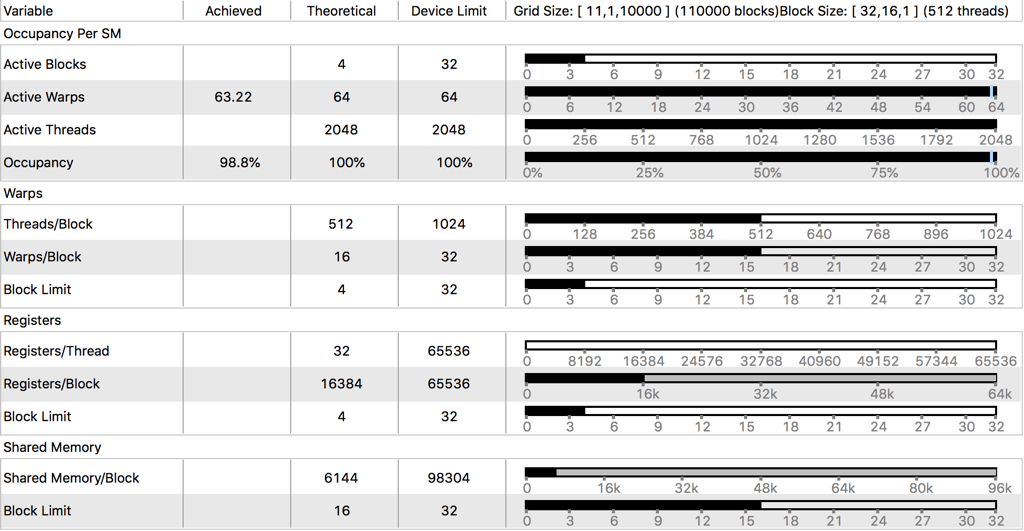 Variable Achieved Theoretical Device Limit Grid Size: [ 11,1,10000 ] (110000 blocks)Block Size: [ 32,16,1 ] (512 threads)
Occupancy Per SM
Active Blocks 4 32
0 3 6 9 12 15 18 21 24 27 30 32
Active Warps 63.22 64 64
0 6 12 18 24 30 36 42 48 54 60 64
Active Threads 2048 2048
0 256 512 768 1024 1280 1536 1792 2048
Occupancy 98.8% 100% 100%
0% 25% 50% 75% 100%
Warps
Threads/Block 512 1024
0 128 256 384 512 640 768 896 1024
Warps/Block 16 32
0 3 6 9 12 15 18 21 24 27 30 32
Block Limit 4 32
0 3 6 9 12 15 18 21 24 27 30 32
Registers
Registers/Thread 32 65536
0 8192 16384 24576 32768 40960 49152 57344 65536
Registers/Block 16384 65536
0 16k 32k 48k 64k
Block Limit 4 32
0 3 6 9 12 15 18 21 24 27 30 32
Shared Memory
Shared Memory/Block 6144 98304
0 16k 32k 48k 64k 80k 96k
Block Limit 16 32
0 3 6 9 12 15 18 21 24 27 30 32